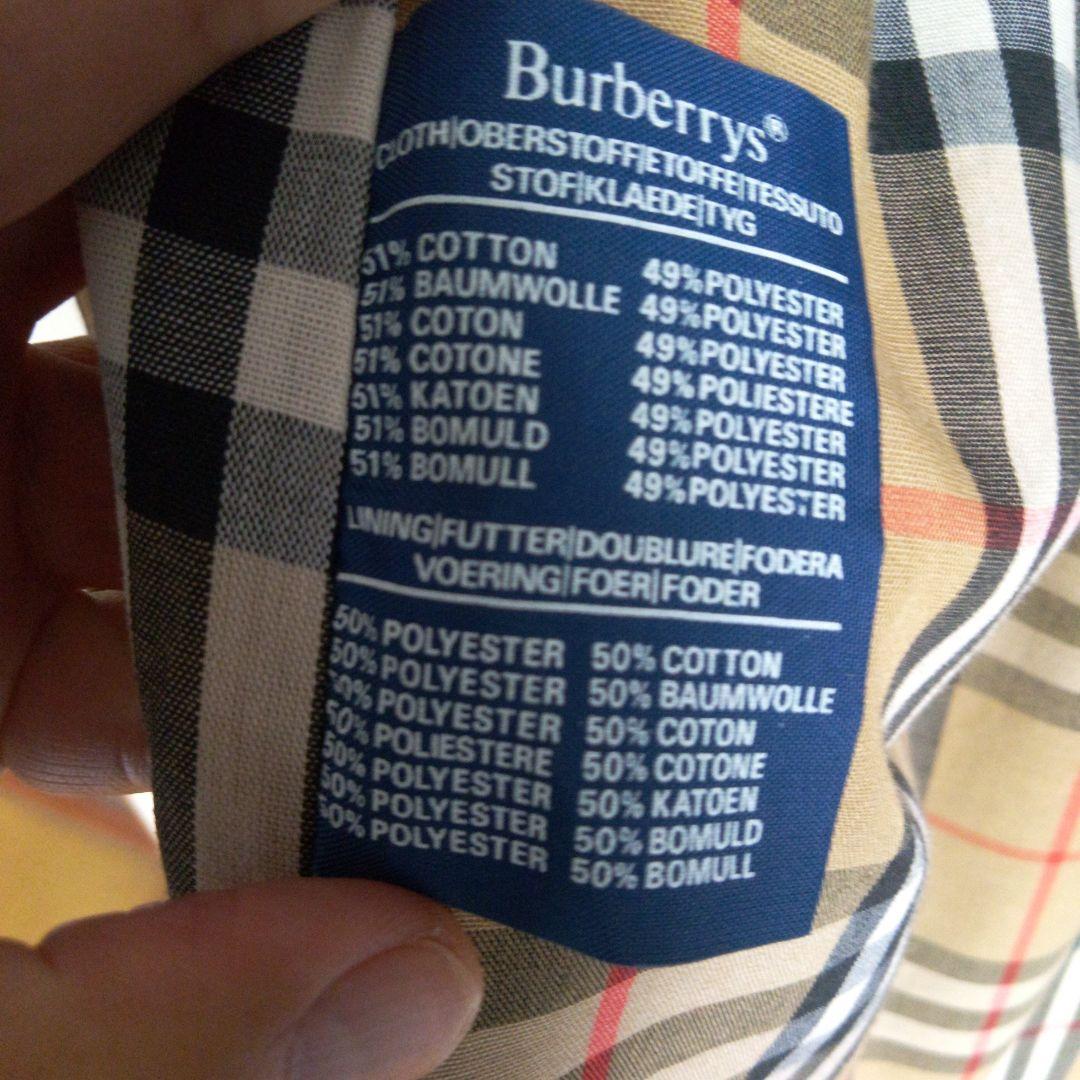 Burberrys®
CLOTH|OBERSTOFF|ETOFFE|TESSUTO
STOF|KLAEDE|TYG
51% COTTON 49% POLYESTER
51% BAUMWOLLE 49% POLYESTER
51% COTON 49% POLYESTER
51% COTONE 49% POLIESTERE
51% KATOEN 49% POLYESTER
51% BOMULD 49% POLYESTER
51% BOMULL 49% POLYESTER
LINING|FUTTER|DOUBLURE|FODERA
VOERING|FOER|FODER
50% POLYESTER 50% COTTON
50% POLYESTER 50% BAUMWOLLE
50% POLYESTER 50% COTON
50% POLIESTERE 50% COTONE
50% POLYESTER 50% KATOEN
50% POLYESTER 50% BOMULD
50% POLYESTER 50% BOMULL